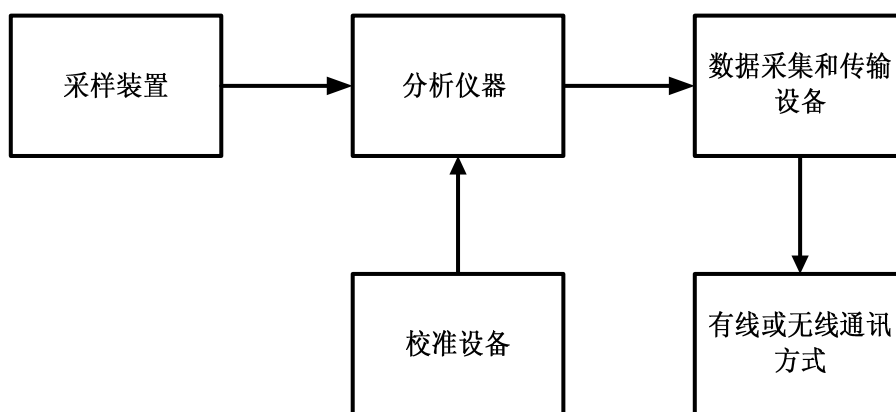 采样装置
分析仪器
数据采集和传输
设备
校准设备
有线或无线通讯
方式